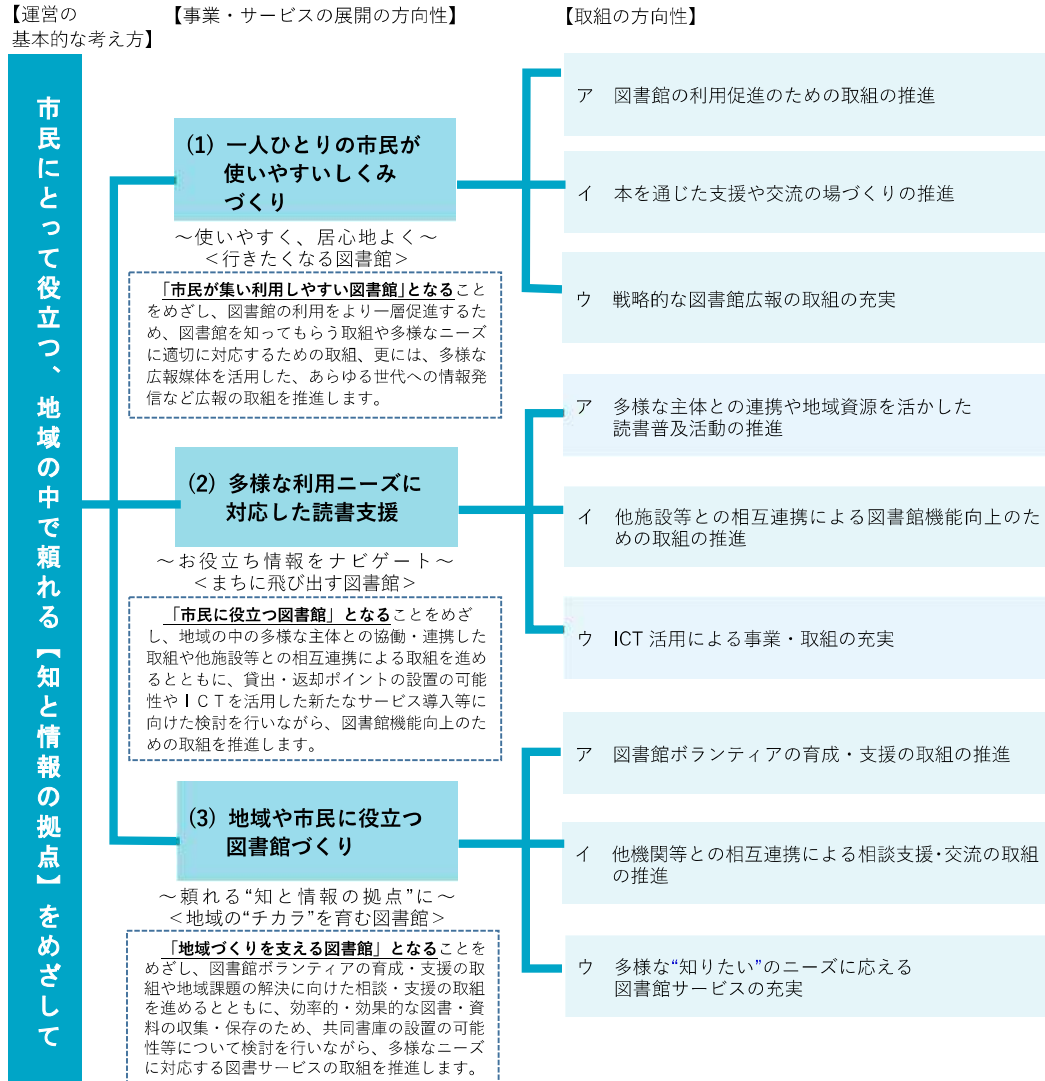 【運営の
基本的な考え方】
【事業・サービスの展開の方向性】
【取組の方向性】
市民にとって役立つ、地域の中で頼れる【知と情報の拠点】をめざして
(1) 一人ひとりの市民が
使いやすいしくみ
づくり
～使いやすく、居心地よく～
＜行きたくなる図書館＞
「市民が集い利用しやすい図書館」となること
をめざし、図書館の利用をより一層促進するた
め、図書館を知ってもらう取組や多様なニーズ
に適切に対応するための取組、更には、多様な
広報媒体を活用した、あらゆる世代への情報発
信など広報の取組を推進します。
ア 図書館の利用促進のための取組の推進
イ 本を通じた支援や交流の場づくりの推進
ウ 戦略的な図書館広報の取組の充実
(2) 多様な利用ニーズに
対応した読書支援
～お役立ち情報をナビゲート～
＜まちに飛び出す図書館＞
「市民に役立つ図書館」となることをめざ
し、地域の中の多様な主体との協働・連携した
取組や他施設等との相互連携による取組を進め
るとともに、貸出・返却ポイントの設置の可能
性やＩＣＴを活用した新たなサービス導入等に
向けた検討を行いながら、図書館機能向上のた
めの取組を推進します。
ア 多様な主体との連携や地域資源を活かした
読書普及活動の推進
イ 他施設等との相互連携による図書館機能向上のた
めの取組の推進
ウ ICT 活用による事業・取組の充実
(3) 地域や市民に役立つ
図書館づくり
～頼れる“知と情報の拠点”に～
＜地域の“チカラ”を育む図書館＞
「地域づくりを支える図書館」となることを
めざし、図書館ボランティアの育成・支援の取
組や地域課題の解決に向けた相談・支援の取組
を進めるとともに、効率的・効果的な図書・資
料の収集・保存のため、共同書庫の設置の可能
性等について検討を行いながら、多様なニーズ
に対応する図書サービスの取組を推進します。
ア 図書館ボランティアの育成・支援の取組の推進
イ 他機関等との相互連携による相談支援・交流の取組
の推進
ウ 多様な“知りたい”のニーズに応える
図書館サービスの充実